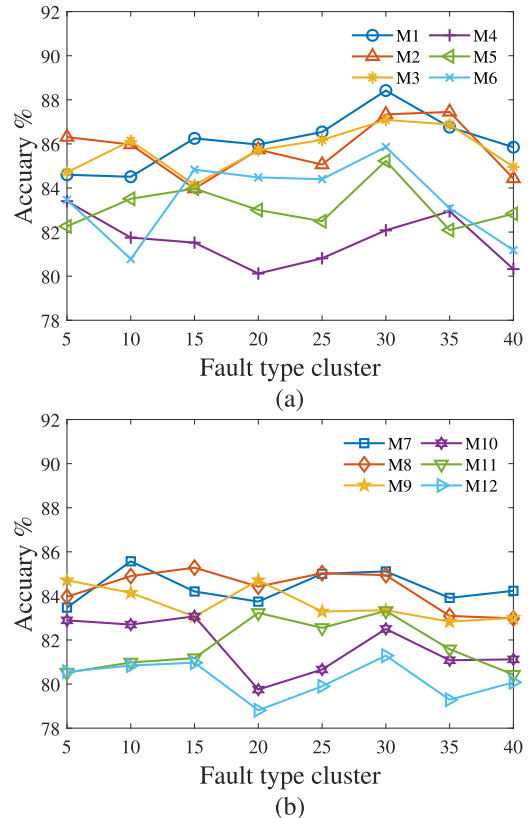 92
90
88
86
84
82
80
78
Accuary %
M1 M4
M2 M5
M3 M6
5 10 15 20 25 30 35 40
Fault type cluster
(a)
92
90
88
86
84
82
80
78
Accuary %
M7 M10
M8 M11
M9 M12
5 10 15 20 25 30 35 40
Fault type cluster
(b)